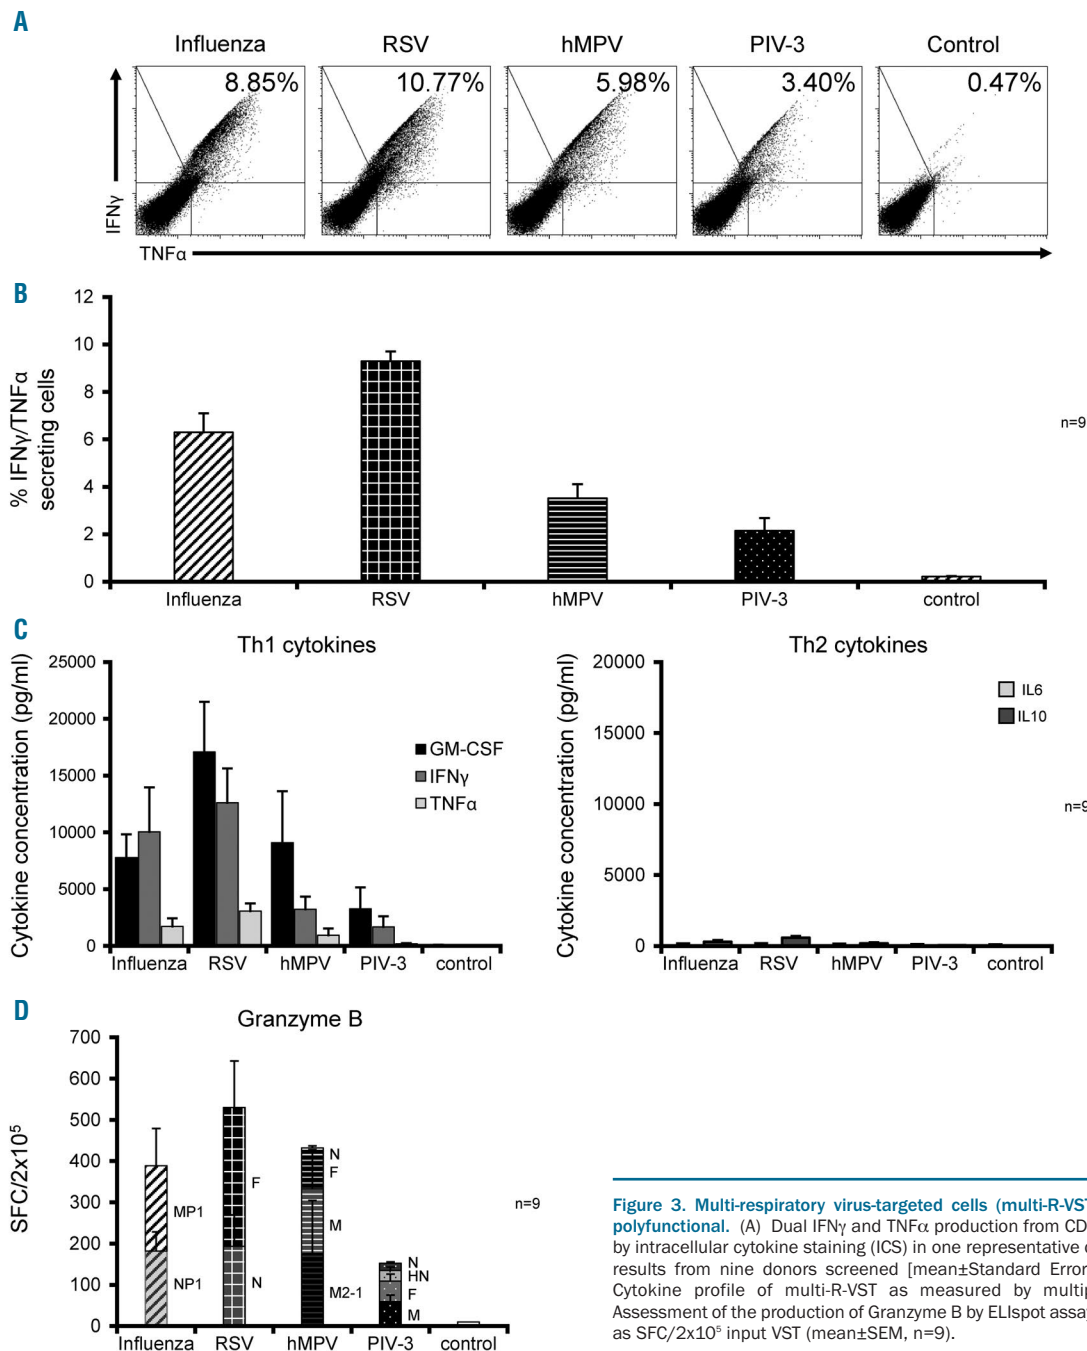 A
Influenza RSV hMPV PIV-3 Control
8.85% 10.77% 5.98% 3.40% 0.47%
IFNγ
TNFα
B
% IFNγ/TNFα
secreting cells
12
10
8
6
4
2
0
Influenza RSV hMPV PIV-3 control
n=9
C
Th1 cytokines
Cytokine concentration (pg/ml)
25000
20000
15000
10000
5000
0
GM-CSF
IFNγ
TNFα
Influenza RSV hMPV PIV-3 control
Th2 cytokines
Cytokine concentration (pg/ml)
20000
15000
10000
5000
0
IL6
IL10
n=9
Influenza RSV hMPV PIV-3 control
D
Granzyme B
SFC/2x10⁵
700
600
500
400
300
200
100
0
MP1
NP1
F
N
N
F
M
M2-1
N
HN
F
M
n=9
Influenza RSV hMPV PIV-3 control
Figure 3. Multi-respiratory virus-targeted cells (multi-R-VST
polyfunctional. (A) Dual IFNγ and TNFα production from CD
by intracellular cytokine staining (ICS) in one representative
results from nine donors screened [mean±Standard Error
Cytokine profile of multi-R-VST as measured by multip
Assessment of the production of Granzyme B by ELIspot assay
as SFC/2x10⁵ input VST (mean±SEM, n=9).